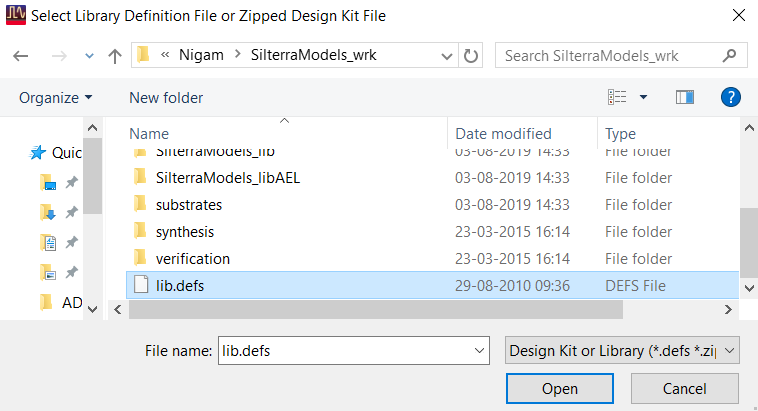 Select Library Definition File or Zipped Design Kit File
« Nigam > SilterraModels_wrk
Search SilterraModels_wrk
Organize
New folder
Name Date modified Type
Quic
SilterraModels_lib 03-08-2019 14:33 File folder
SilterraModels_libAEL 03-08-2019 14:33 File folder
substrates 03-08-2019 14:33 File folder
synthesis 23-03-2015 16:14 File folder
verification 23-03-2015 16:14 File folder
AD
lib.defs 29-08-2010 09:36 DEFS File
File name: lib.defs
Design Kit or Library (*.defs *.zip
Open Cancel